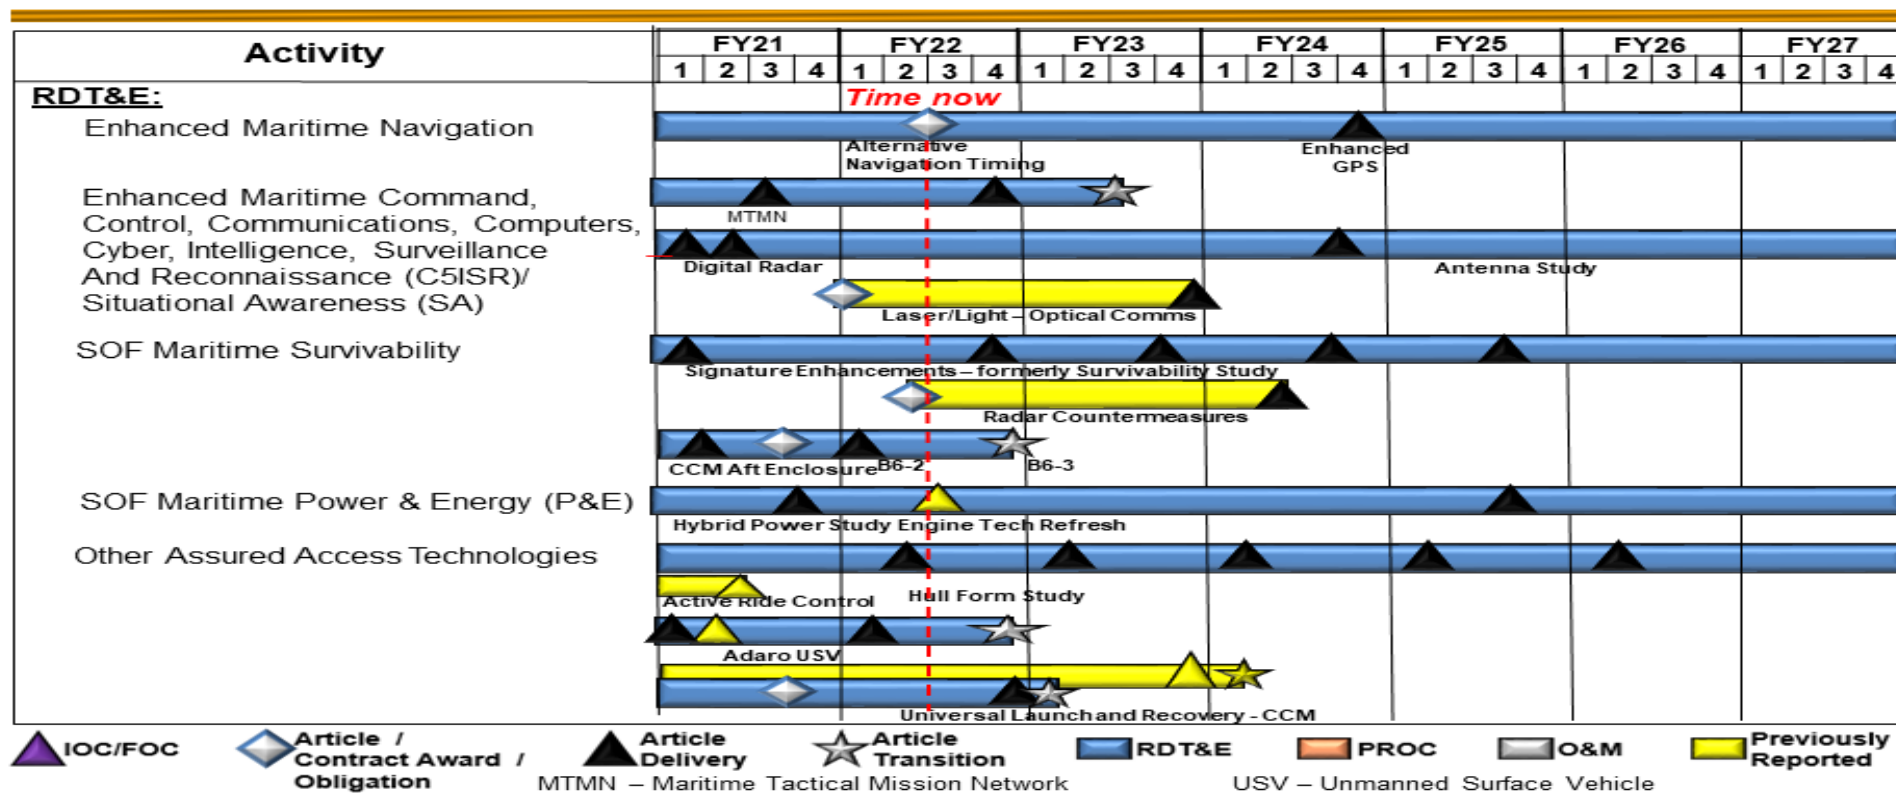 Activity
FY21 FY22 FY23 FY24 FY25 FY26 FY27
1 2 3 4 1 2 3 4 1 2 3 4 1 2 3 4 1 2 3 4 1 2 3 4 1 2 3 4
RDT&E:
Time now
Enhanced Maritime Navigation
Alternative
Navigation Timing
Enhanced
GPS
Enhanced Maritime Command,
Control, Communications, Computers,
Cyber, Intelligence, Surveillance
And Reconnaissance (C5ISR)/
Situational Awareness (SA)
MTMN
Digital Radar
Antenna Study
Laser/Light – Optical Comms
SOF Maritime Survivability
Signature Enhancements – formerly Survivability Study
Radar Countermeasures
CCM Aft Enclosure
B6-2
B6-3
SOF Maritime Power & Energy (P&E)
Hybrid Power Study Engine Tech Refresh
Other Assured Access Technologies
Active Ride Control
Hull Form Study
Adaro USV
Universal Launch and Recovery - CCM
IOC/FOC
Article /
Contract Award /
Obligation
Article
Delivery
Article
Transition
RDT&E
PROC
O&M
Previously
Reported
MTMN – Maritime Tactical Mission Network
USV – Unmanned Surface Vehicle